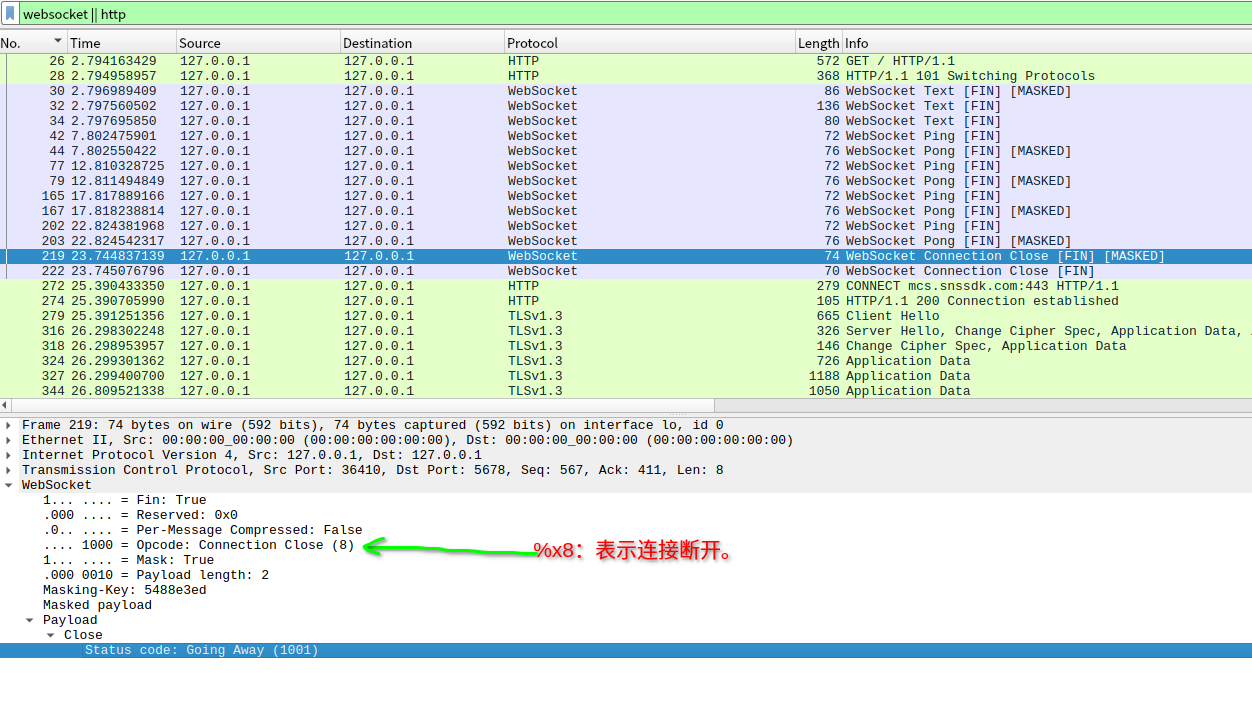 websocket || http
No. Time Source Destination Protocol Length Info
26 2.794163429 127.0.0.1 127.0.0.1 HTTP 572 GET / HTTP/1.1
28 2.794958957 127.0.0.1 127.0.0.1 HTTP 368 HTTP/1.1 101 Switching Protocols
30 2.796989409 127.0.0.1 127.0.0.1 WebSocket 86 WebSocket Text [FIN] [MASKED]
32 2.797560502 127.0.0.1 127.0.0.1 WebSocket 136 WebSocket Text [FIN]
34 2.797695850 127.0.0.1 127.0.0.1 WebSocket 80 WebSocket Text [FIN]
42 7.802475901 127.0.0.1 127.0.0.1 WebSocket 72 WebSocket Ping [FIN]
44 7.802550422 127.0.0.1 127.0.0.1 WebSocket 76 WebSocket Pong [FIN] [MASKED]
77 12.810328725 127.0.0.1 127.0.0.1 WebSocket 72 WebSocket Ping [FIN]
79 12.811494849 127.0.0.1 127.0.0.1 WebSocket 76 WebSocket Pong [FIN] [MASKED]
165 17.817889166 127.0.0.1 127.0.0.1 WebSocket 72 WebSocket Ping [FIN]
167 17.818238814 127.0.0.1 127.0.0.1 WebSocket 76 WebSocket Pong [FIN] [MASKED]
202 22.824381968 127.0.0.1 127.0.0.1 WebSocket 72 WebSocket Ping [FIN]
203 22.824542317 127.0.0.1 127.0.0.1 WebSocket 76 WebSocket Pong [FIN] [MASKED]
219 23.744837139 127.0.0.1 127.0.0.1 WebSocket 74 WebSocket Connection Close [FIN] [MASKED]
222 23.745076796 127.0.0.1 127.0.0.1 WebSocket 70 WebSocket Connection Close [FIN]
272 25.390433350 127.0.0.1 127.0.0.1 HTTP 279 CONNECT mcs.snssdk.com:443 HTTP/1.1
274 25.390705990 127.0.0.1 127.0.0.1 HTTP 105 HTTP/1.1 200 Connection established
279 25.391251356 127.0.0.1 127.0.0.1 TLSv1.3 665 Client Hello
316 26.298302248 127.0.0.1 127.0.0.1 TLSv1.3 326 Server Hello, Change Cipher Spec, Application Data,
318 26.298953957 127.0.0.1 127.0.0.1 TLSv1.3 146 Change Cipher Spec, Application Data
324 26.299301362 127.0.0.1 127.0.0.1 TLSv1.3 726 Application Data
327 26.299400700 127.0.0.1 127.0.0.1 TLSv1.3 1188 Application Data
344 26.809521338 127.0.0.1 127.0.0.1 TLSv1.3 1050 Application Data
Frame 219: 74 bytes on wire (592 bits), 74 bytes captured (592 bits) on interface lo, id 0
Ethernet II, Src: 00:00:00_00:00:00 (00:00:00:00:00:00), Dst: 00:00:00_00:00:00 (00:00:00:00:00:00)
Internet Protocol Version 4, Src: 127.0.0.1, Dst: 127.0.0.1
Transmission Control Protocol, Src Port: 36410, Dst Port: 5678, Seq: 567, Ack: 411, Len: 8
WebSocket
1... .... = Fin: True
.000 .... = Reserved: 0x0
.0.. .... = Per-Message Compressed: False
.... 1000 = Opcode: Connection Close (8) %x8：表示连接断开。
1... .... = Mask: True
.000 0010 = Payload length: 2
Masking-Key: 5488e3ed
Masked payload
Payload
Close
Status code: Going Away (1001)